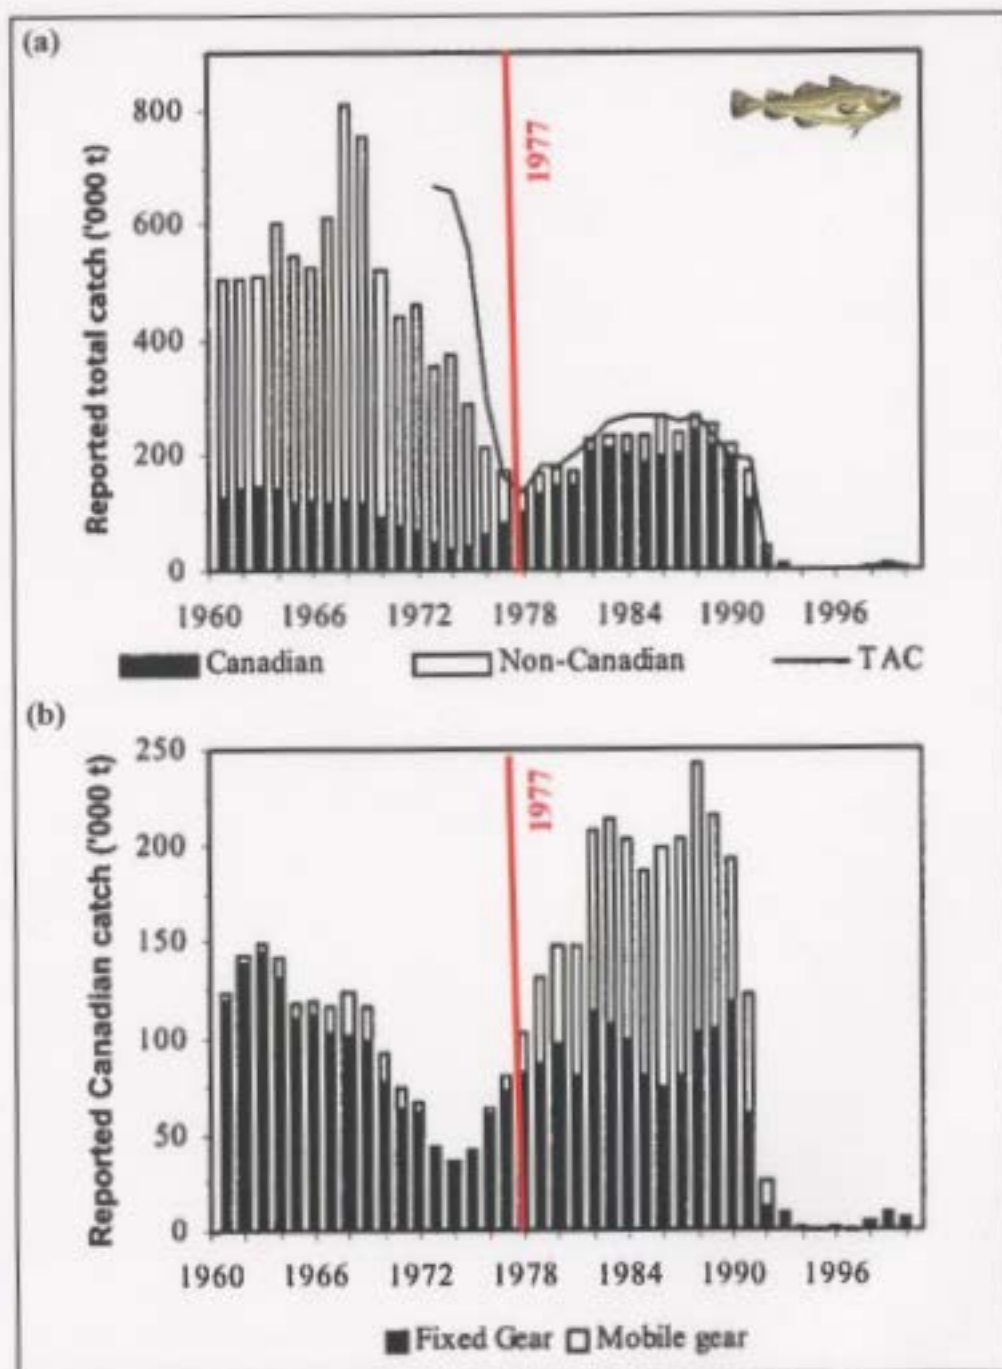 (a)
Reported total catch ('000 t)
800
600
400
200
0
1977
1960 1966 1972 1978 1984 1990 1996
Canadian Non-Canadian TAC
(b)
Reported Canadian catch ('000 t)
250
200
150
100
50
0
1977
1960 1966 1972 1978 1984 1990 1996
Fixed Gear Mobile gear